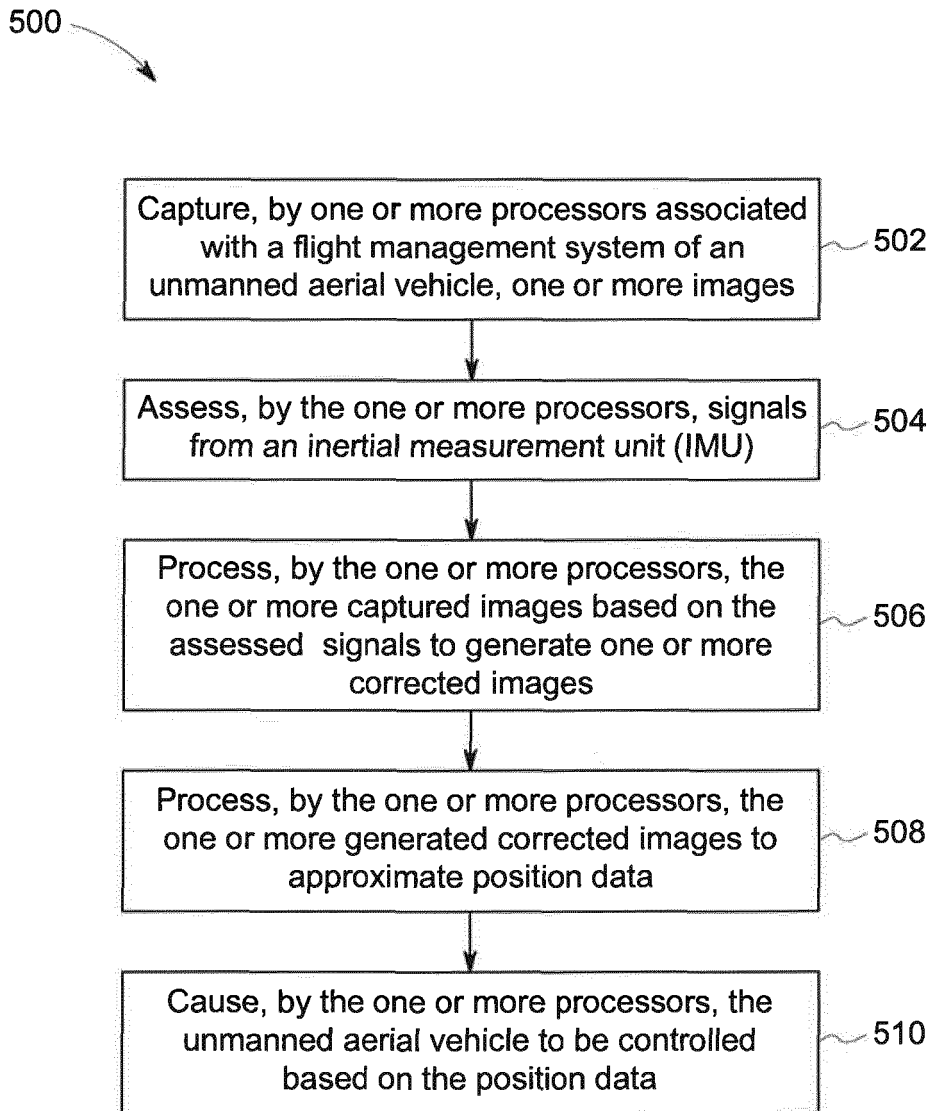 500
Capture, by one or more processors associated
with a flight management system of an
unmanned aerial vehicle, one or more images
502
Assess, by the one or more processors, signals
from an inertial measurement unit (IMU)
504
Process, by the one or more processors, the
one or more captured images based on the
assessed signals to generate one or more
corrected images
506
Process, by the one or more processors, the
one or more generated corrected images to
approximate position data
508
Cause, by the one or more processors, the
unmanned aerial vehicle to be controlled
based on the position data
510